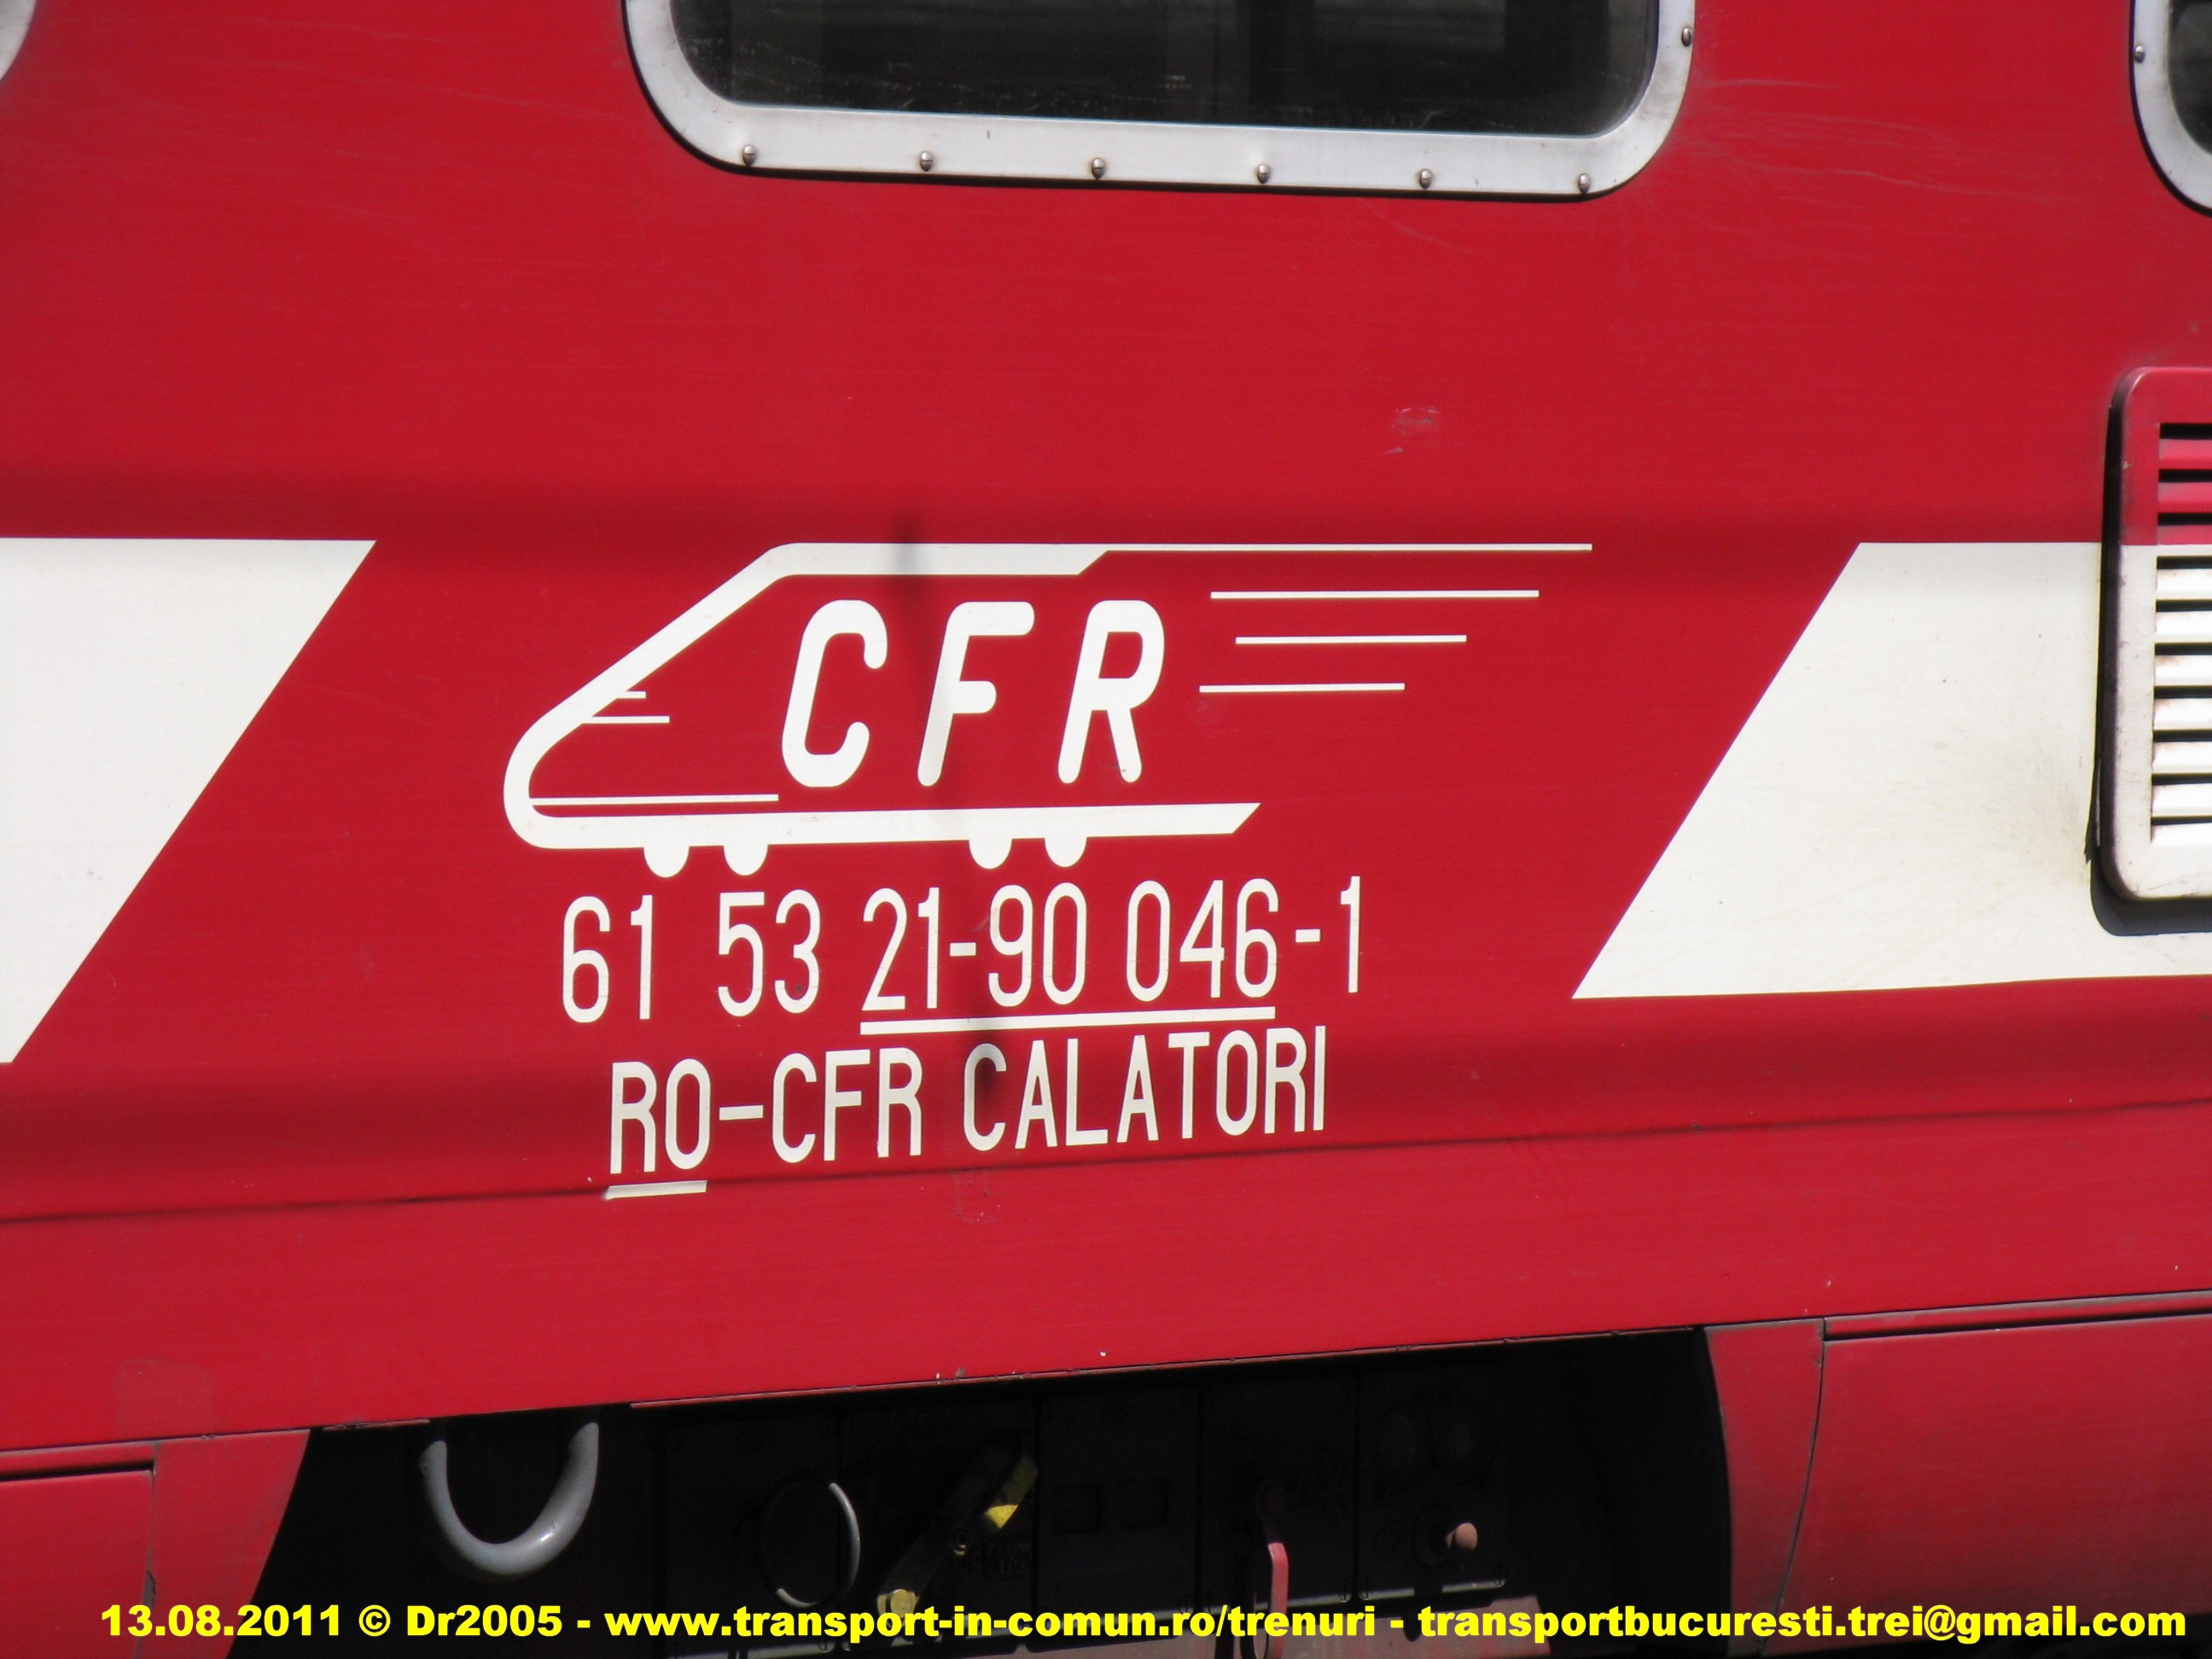 CFR
61 53 21-90 046-1
RO-CFR CALATORI
13.08.2011 © Dr2005 - www.transport-in-comun.ro/trenuri - transportbucuresti.trei@gmail.com